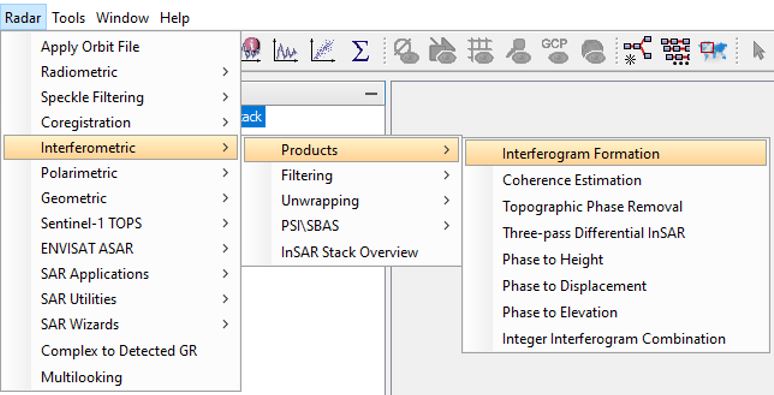 Radar Tools Window Help
Apply Orbit File
Radiometric
Speckle Filtering
Coregistration
Interferometric
Polarimetric
Geometric
Sentinel-1 TOPS
ENVISAT ASAR
SAR Applications
SAR Utilities
SAR Wizards
Complex to Detected GR
Multilooking
Σ
GCP
tack
Products
Filtering
Unwrapping
PSI\SBAS
InSAR Stack Overview
Interferogram Formation
Coherence Estimation
Topographic Phase Removal
Three-pass Differential InSAR
Phase to Height
Phase to Displacement
Phase to Elevation
Integer Interferogram Combination